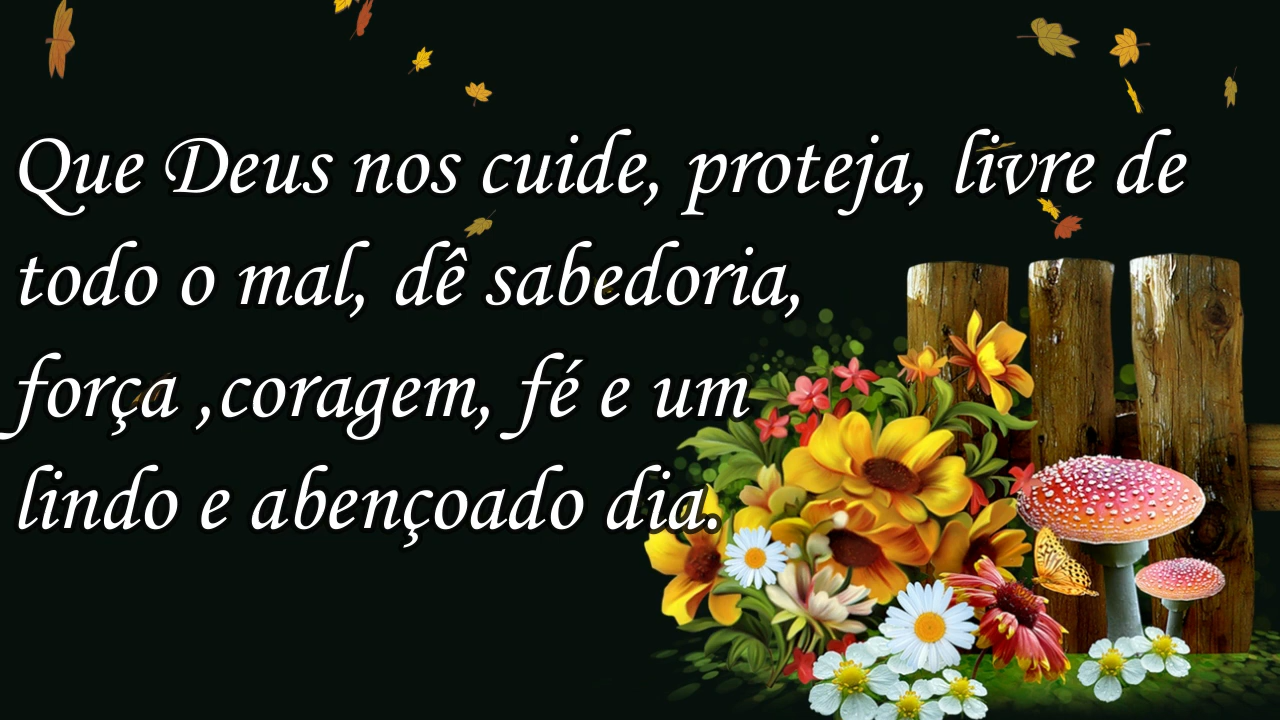 Que Deus nos cuide, proteja, livre de
todo o mal, dê sabedoria,
força ,coragem, fé e um
lindo e abençoado dia.